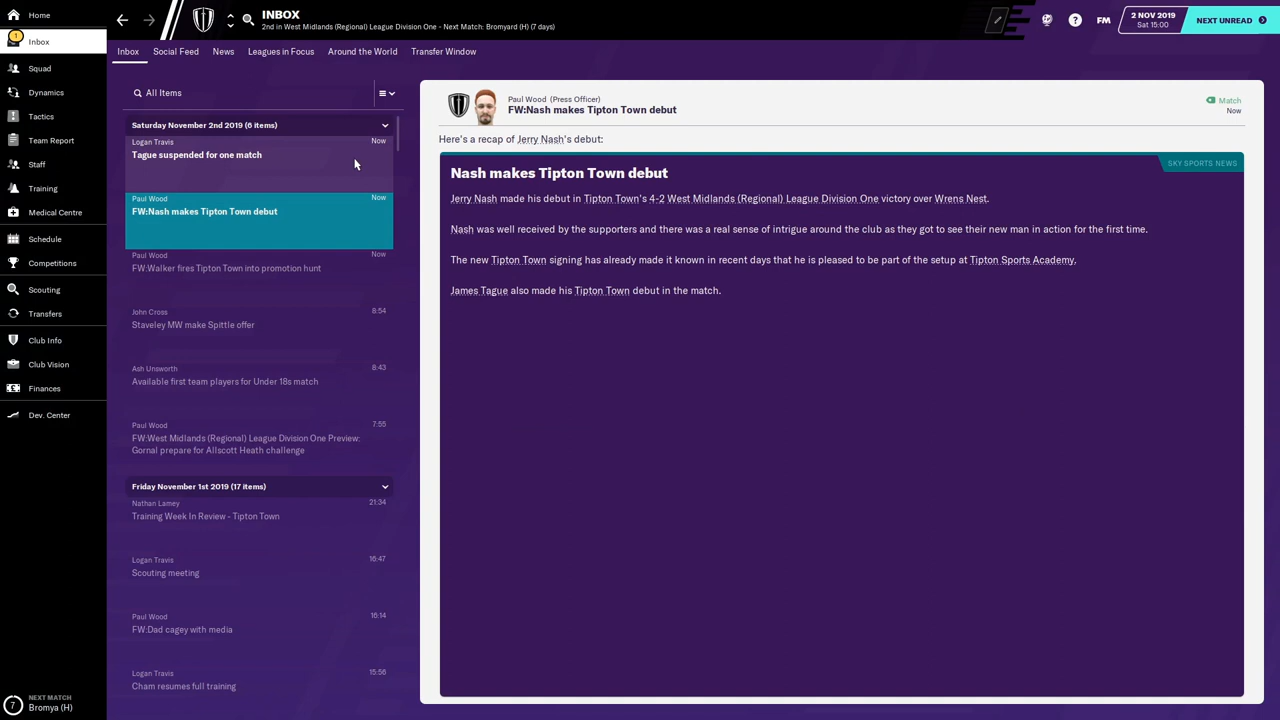 Home
INBOX
2nd in West Midlands (Regional) League Division One - Next Match: Bromyard (H) (7 days)
FM
2 NOV 2019
Sat 15:00
NEXT UNREAD
1
Inbox
Squad
Dynamics
Tactics
Team Report
Staff
Training
Medical Centre
Schedule
Competitions
Scouting
Transfers
Club Info
Club Vision
Finances
Dev. Center
7
NEXT MATCH
Bromya (H)
Inbox Social Feed News Leagues in Focus Around the World Transfer Window
All Items
Saturday November 2nd 2019 (6 items)
Logan Travis Now
Tague suspended for one match
Paul Wood Now
FW:Nash makes Tipton Town debut
Paul Wood Now
FW:Walker fires Tipton Town into promotion hunt
John Cross 8:54
Staveley MW make Spittle offer
Ash Unsworth 8:43
Available first team players for Under 18s match
Paul Wood 7:55
FW:West Midlands (Regional) League Division One Preview:
Gornal prepare for Allscott Heath challenge
Friday November 1st 2019 (17 items)
Nathan Lamey 21:34
Training Week In Review - Tipton Town
Logan Travis 16:47
Scouting meeting
Paul Wood 16:14
FW:Dad cagey with media
Logan Travis 15:56
Cham resumes full training
Paul Wood (Press Officer)
FW:Nash makes Tipton Town debut
Match
Now
Here's a recap of Jerry Nash's debut:
SKY SPORTS NEWS
Nash makes Tipton Town debut
Jerry Nash made his debut in Tipton Town's 4-2 West Midlands (Regional) League Division One victory over Wrens Nest.
Nash was well received by the supporters and there was a real sense of intrigue around the club as they got to see their new man in action for the first time.
The new Tipton Town signing has already made it known in recent days that he is pleased to be part of the setup at Tipton Sports Academy.
James Tague also made his Tipton Town debut in the match.